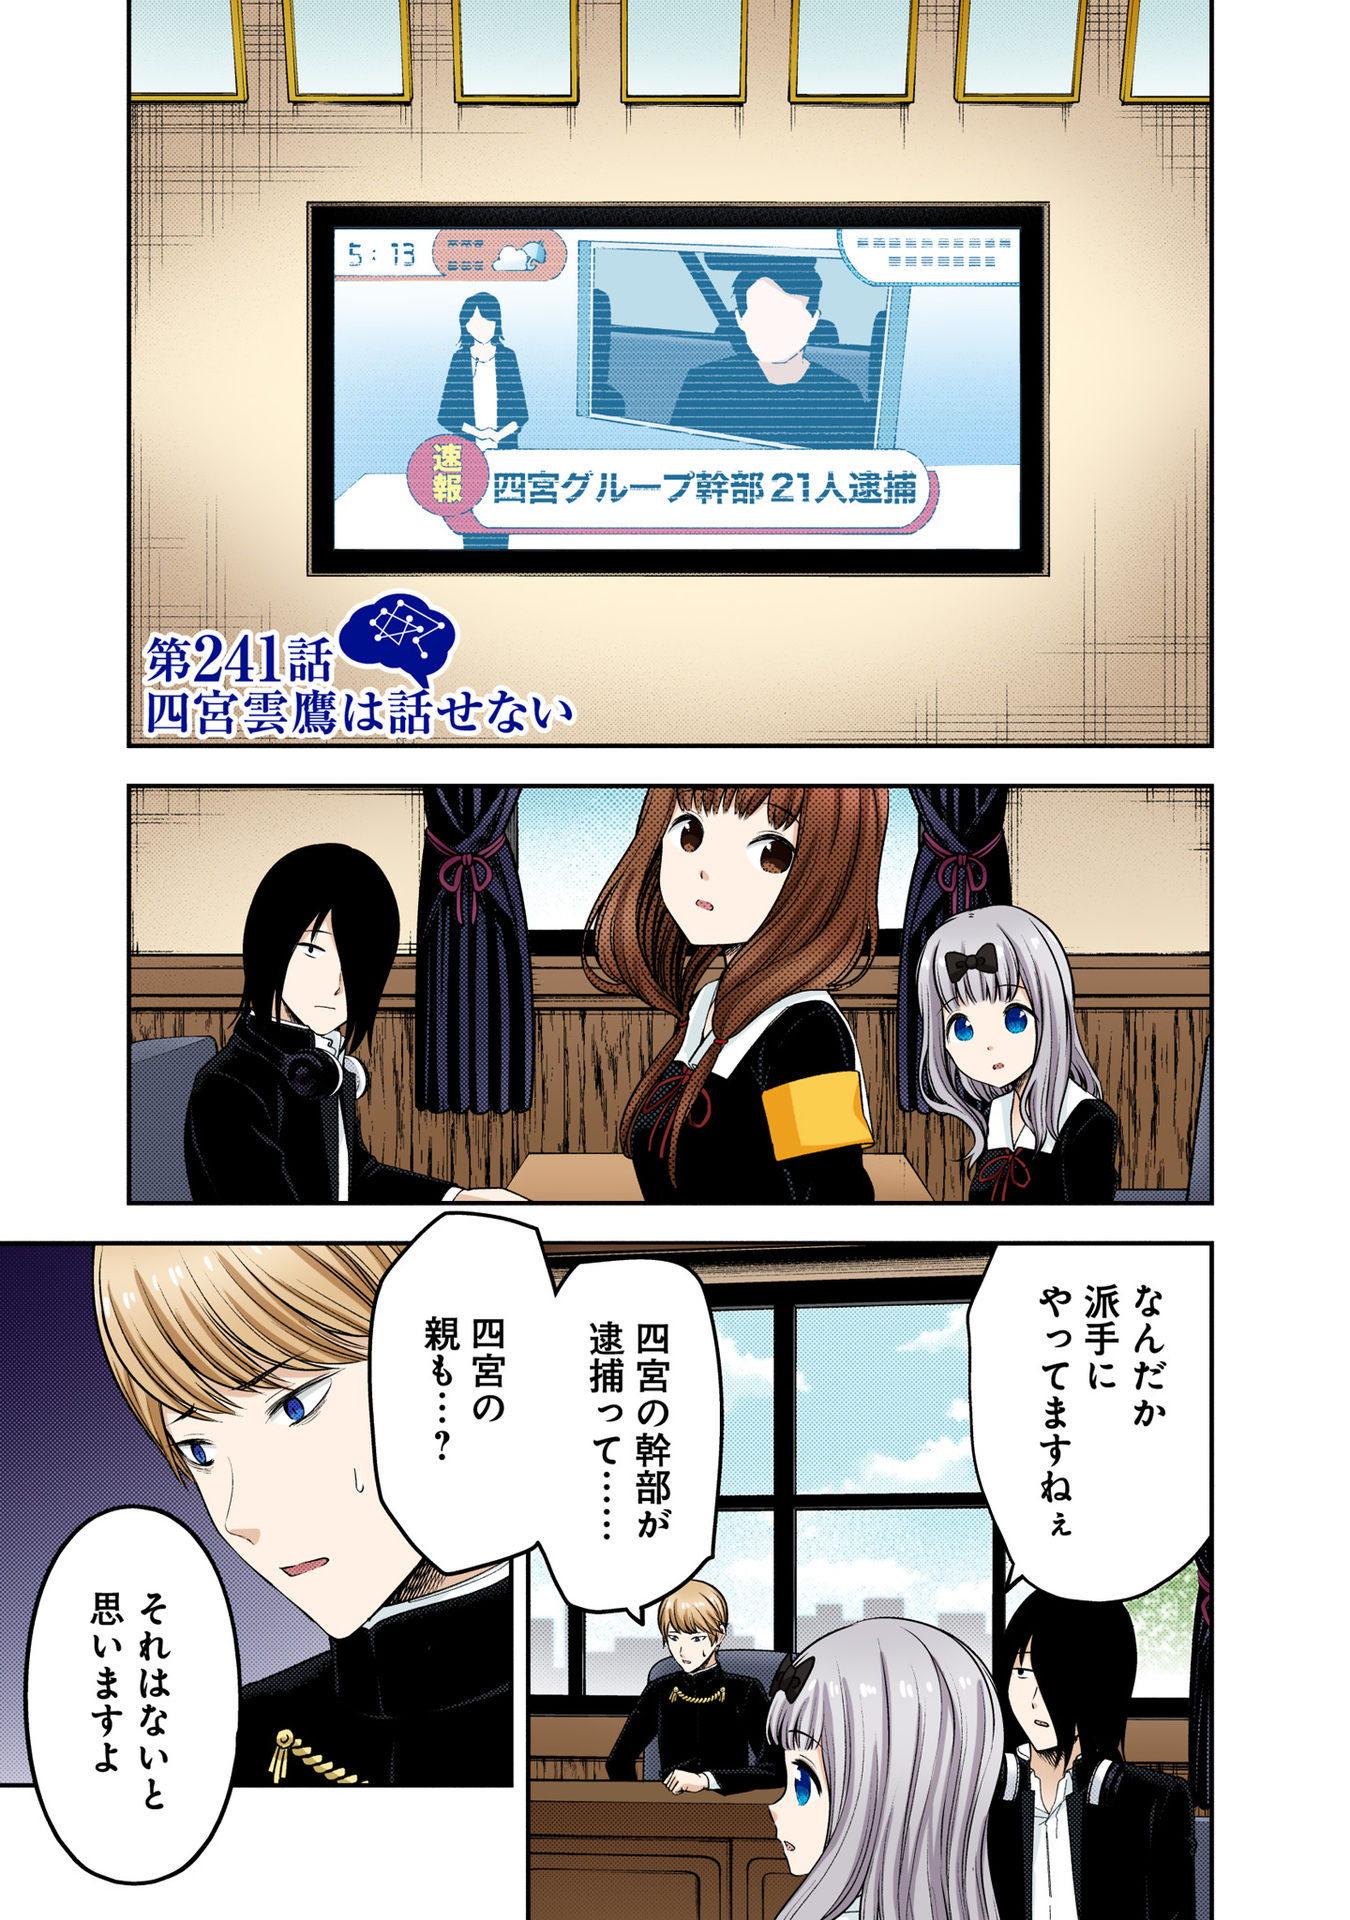 5:13
速報
四宮グループ幹部21人逮捕
第241話
四宮雲鷹は話せない
なんだか
派手に
やってますねぇ
四宮の幹部が
逮捕って……
四宮の
親も…？
それはないと
思いますよ